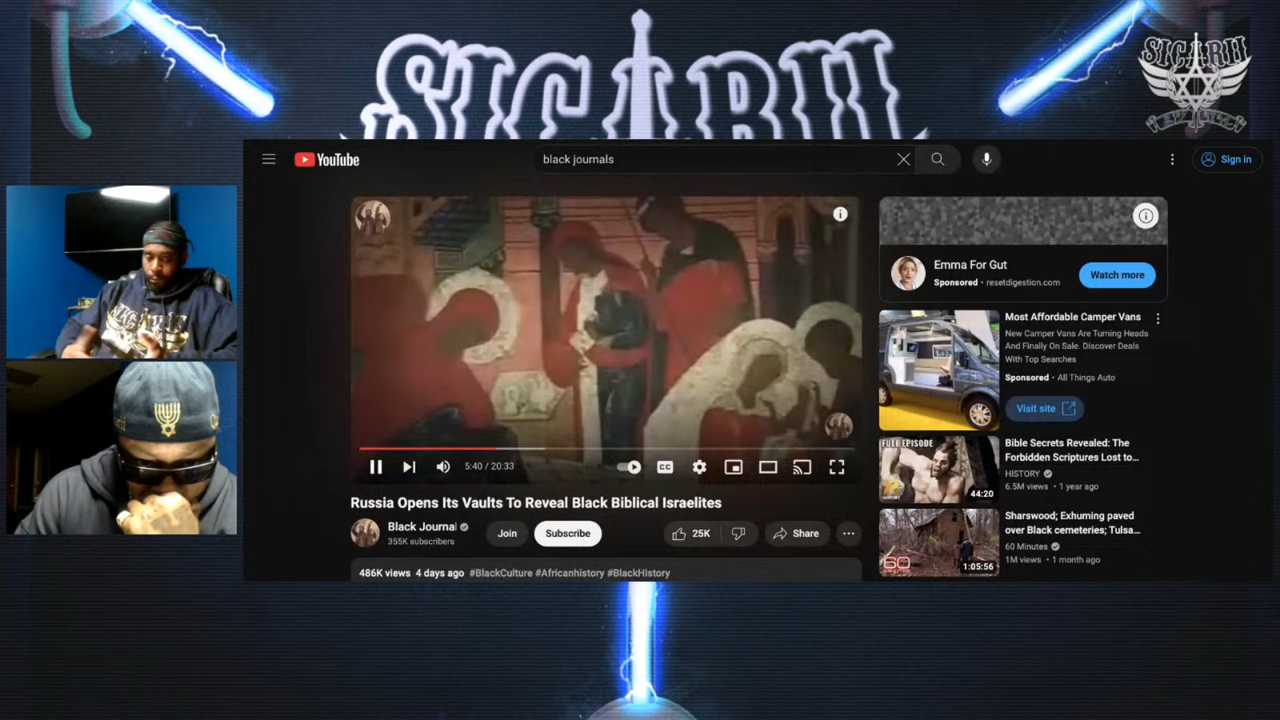 SICARII
SICARII
YouTube
black journals
Sign in
Emma For Gut
Sponsored · resetdigestion.com
Watch more
Most Affordable Camper Vans
New Camper Vans Are Turning Heads
And Finally On Sale. Discover Deals
With Top Searches
Sponsored · All Things Auto
Visit site
5:40 / 20:33
CC
FULL EPISODE
HISTORY
44:20
Bible Secrets Revealed: The
Forbidden Scriptures Lost to...
HISTORY
6.5M views · 1 year ago
Russia Opens Its Vaults To Reveal Black Biblical Israelites
Black Journal
355K subscribers
Join
Subscribe
25K
Share
Sharswood; Exhuming paved
over Black cemeteries; Tulsa...
60 Minutes
1M views · 1 month ago
60
1:05:56
486K views 4 days ago #BlackCulture #Africanhistory #BlackHistory